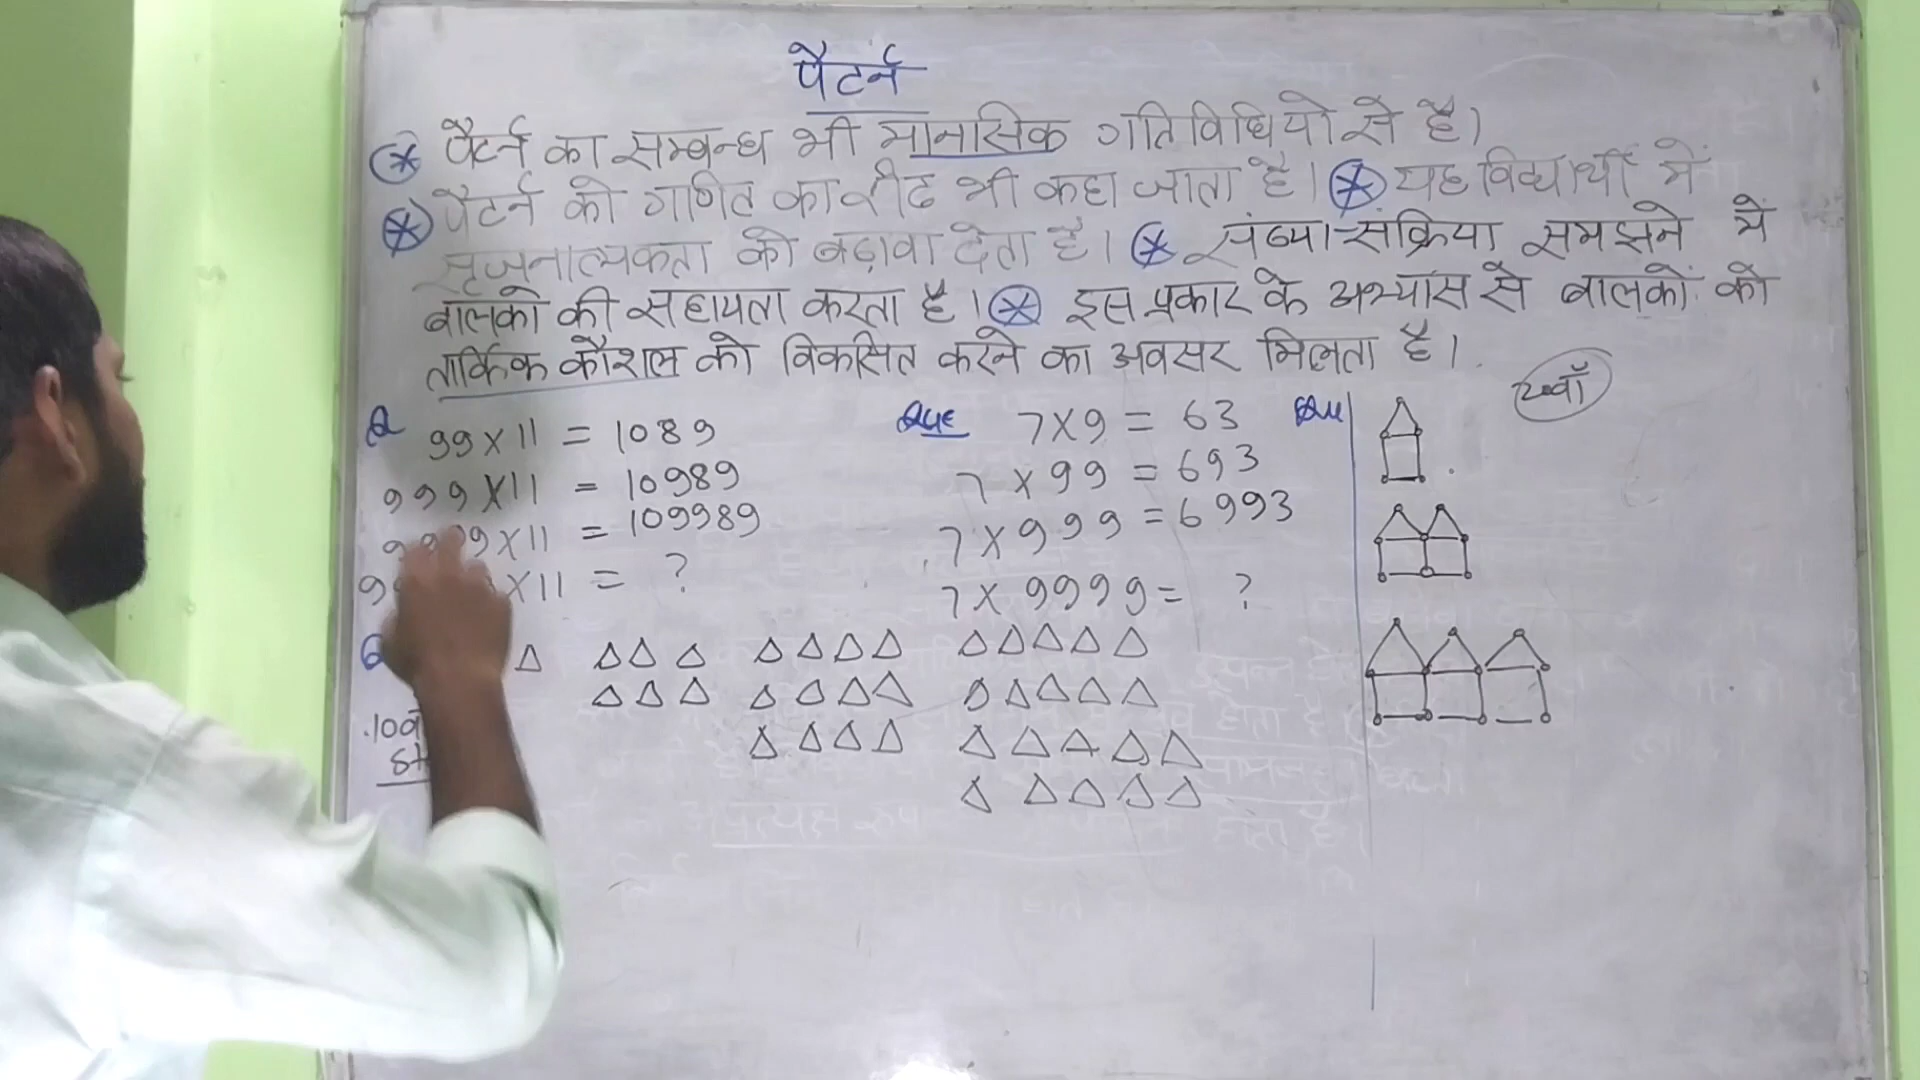 पैटर्न
* पैटर्न का सम्बन्ध भी मानसिक गतिविधियो से है।
* पैटर्न को गणित का रीढ भी कहा जाता है। * यह विद्यार्थी में
सृजनात्मकता को बढ़ावा देता है। * संख्या संक्रिया समझने मे
बालको की सहायता करता है। * इस प्रकार के अभ्यास से बालकों को
तार्किक कौशल को विकसित करने का अवसर मिलता है।
Q 99 × 11 = 1089
999 × 11 = 10989
9999 × 11 = 109989
× 11 = ?
Que 7 × 9 = 63
7 × 99 = 693
7 × 999 = 6993
7 × 9999 = ?
Que
Q